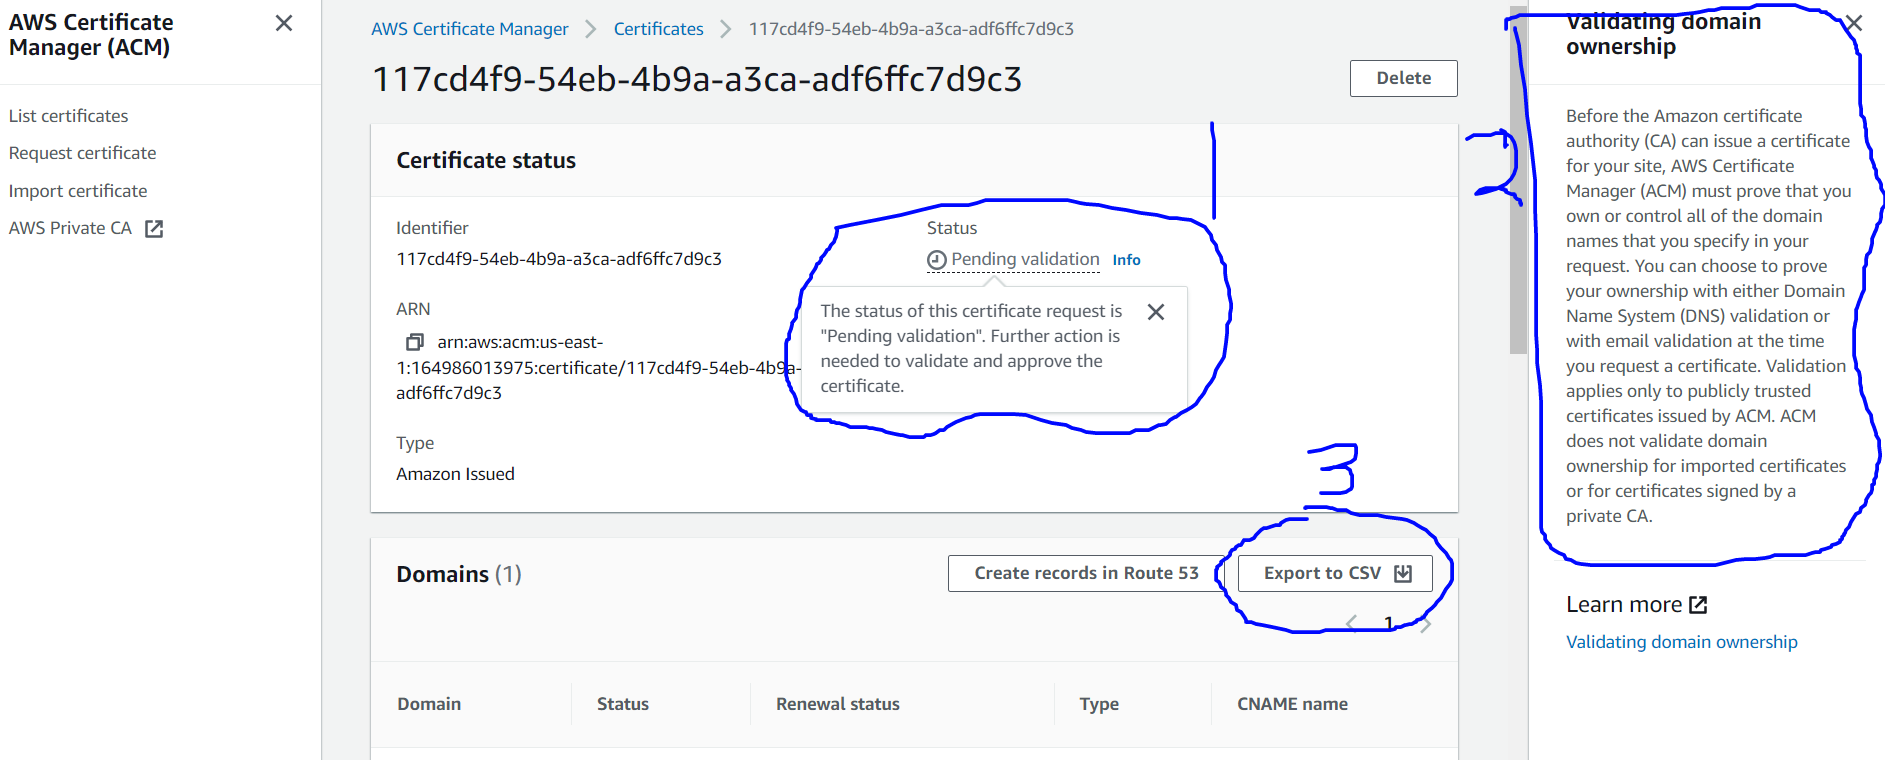 AWS Certificate
Manager (ACM)
List certificates
Request certificate
Import certificate
AWS Private CA
AWS Certificate Manager
Certificates
117cd4f9-54eb-4b9a-a3ca-adf6ffc7d9c3
117cd4f9-54eb-4b9a-a3ca-adf6ffc7d9c3
Delete
Certificate status
Identifier
117cd4f9-54eb-4b9a-a3ca-adf6ffc7d9c3
ARN
arn:aws:acm:us-east-
1:164986013975:certificate/117cd4f9-54eb-4b9a-
adf6ffc7d9c3
Type
Amazon Issued
1
Status
Pending validation Info
The status of this certificate request is
"Pending validation". Further action is
needed to validate and approve the
certificate.
3
Domains (1)
Create records in Route 53
Export to CSV
1
Domain
Status
Renewal status
Type
CNAME name
2
Validating domain
ownership
Before the Amazon certificate
authority (CA) can issue a certificate
for your site, AWS Certificate
Manager (ACM) must prove that you
own or control all of the domain
names that you specify in your
request. You can choose to prove
your ownership with either Domain
Name System (DNS) validation or
with email validation at the time
you request a certificate. Validation
applies only to publicly trusted
certificates issued by ACM. ACM
does not validate domain
ownership for imported certificates
or for certificates signed by a
private CA.
Learn more
Validating domain ownership